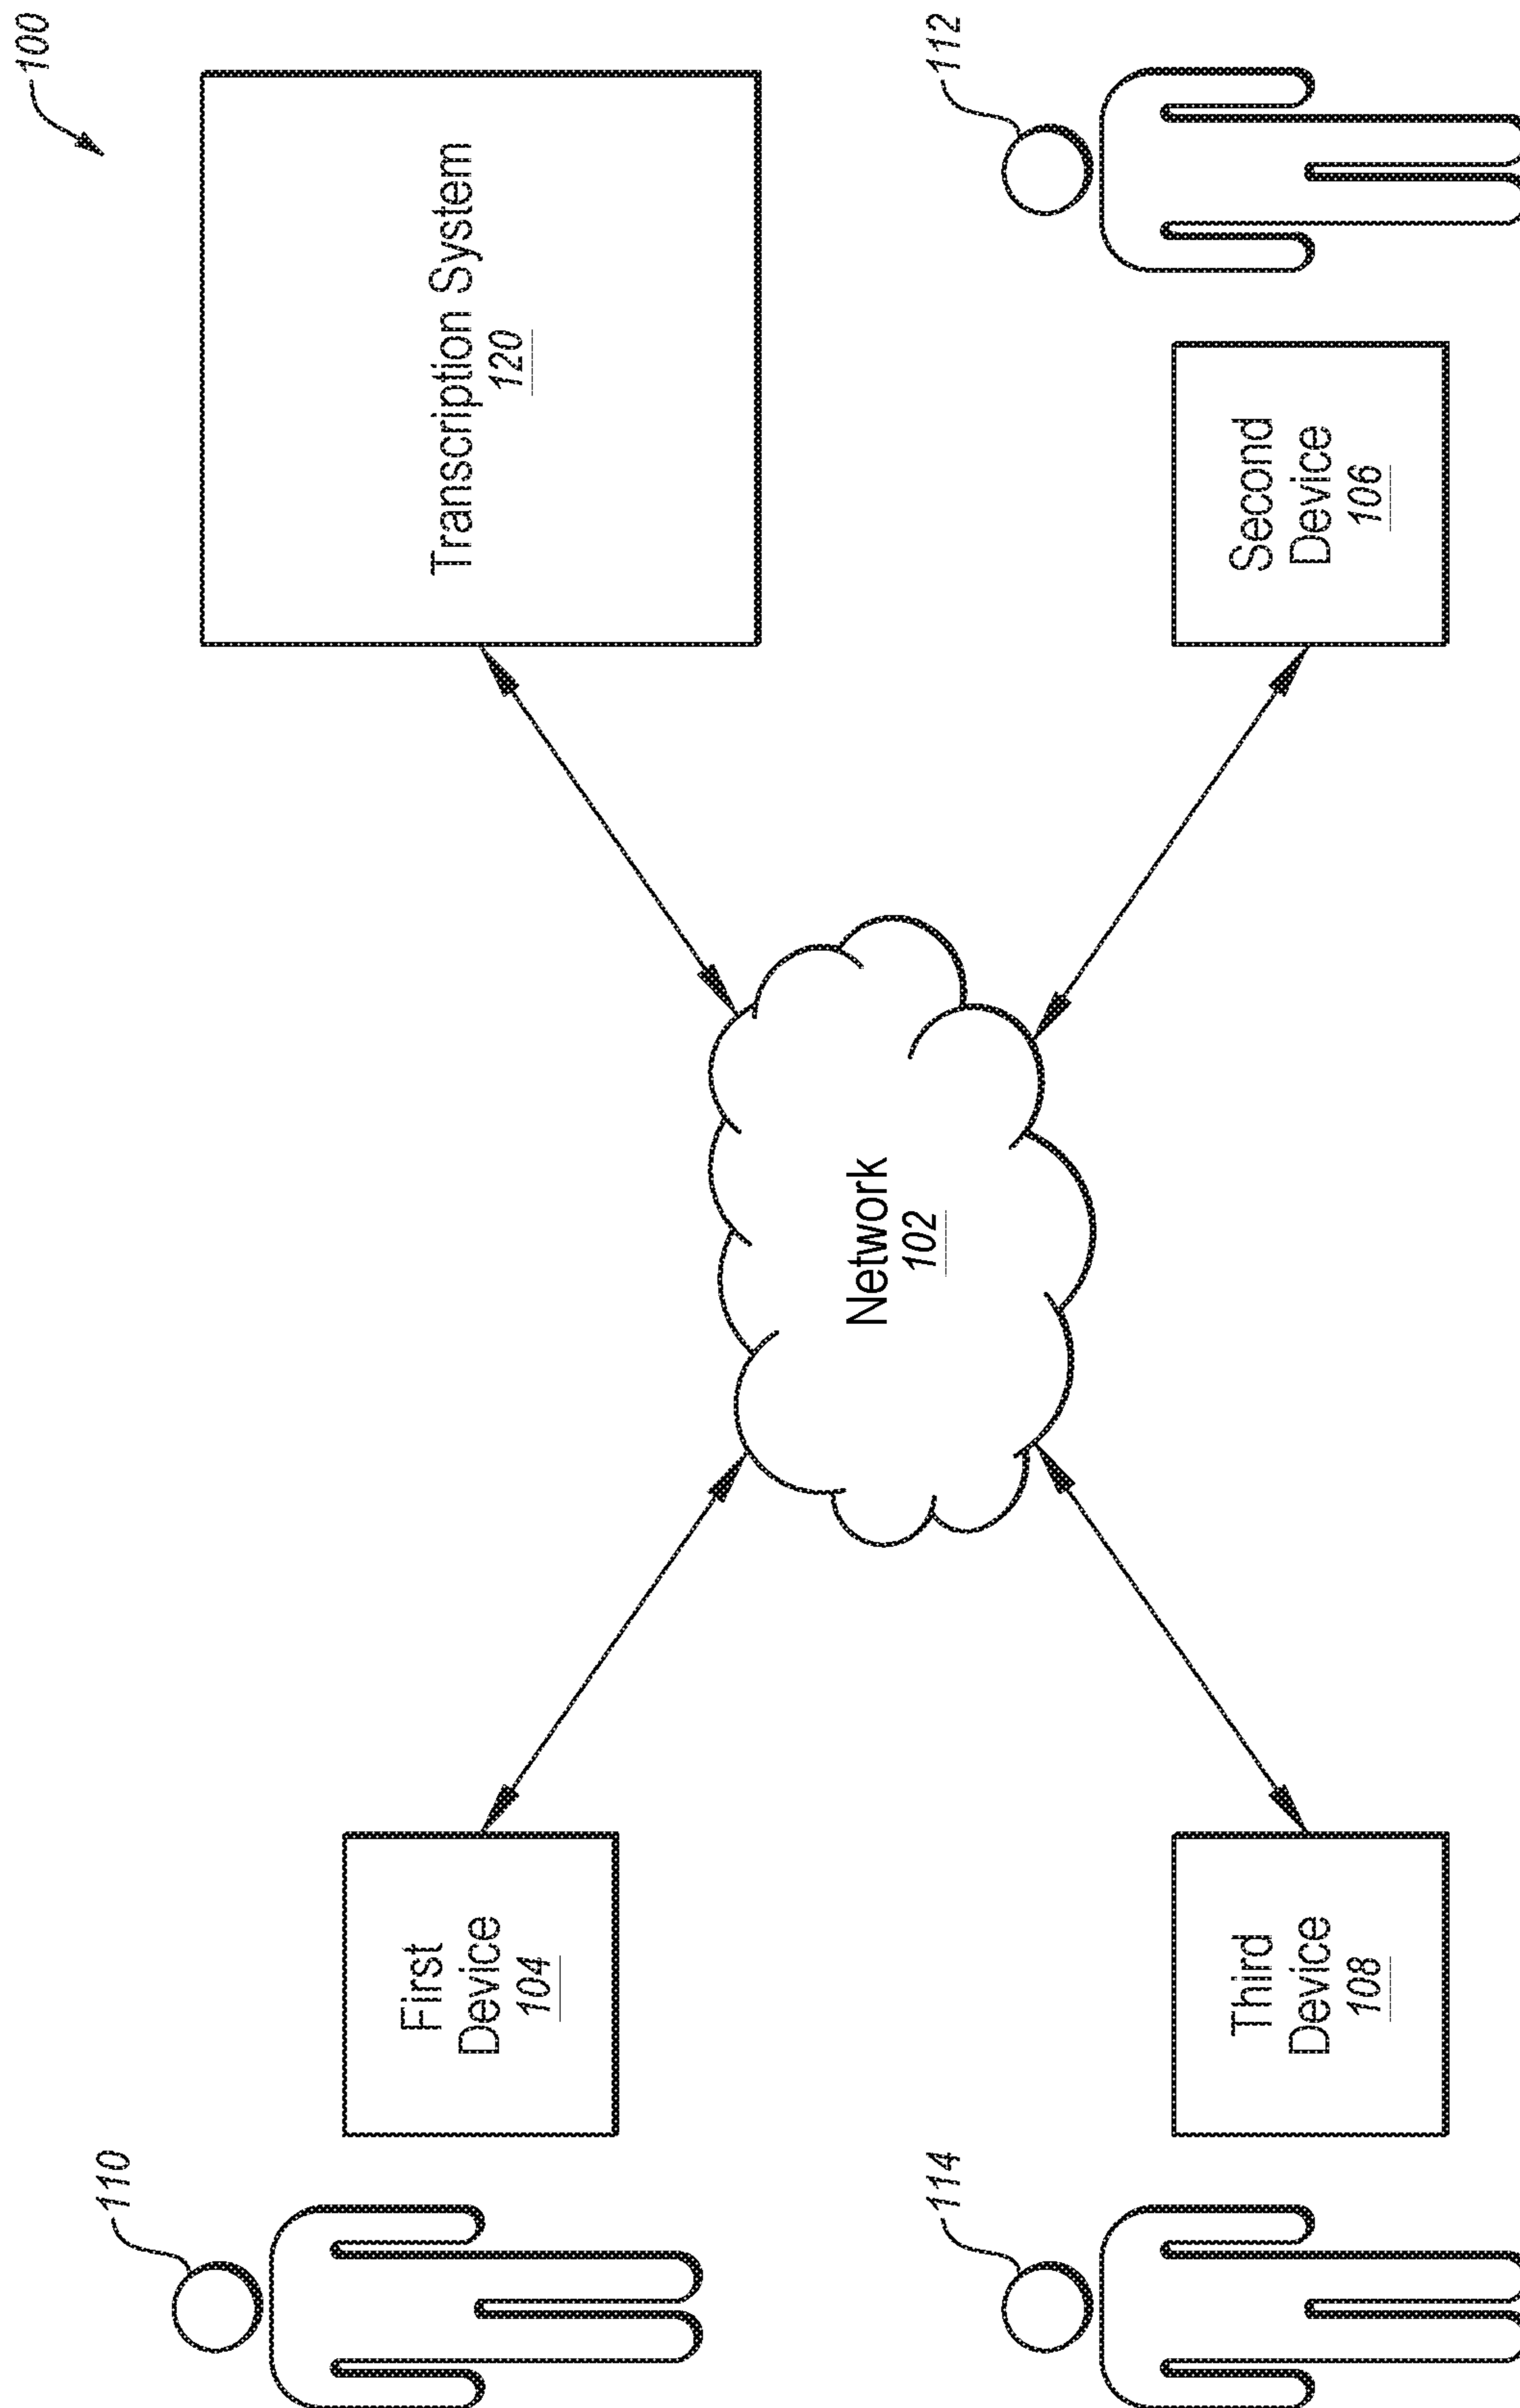 100
110
First
Device
104
Transcription System
120
Network
102
114
Third
Device
108
112
Second
Device
106